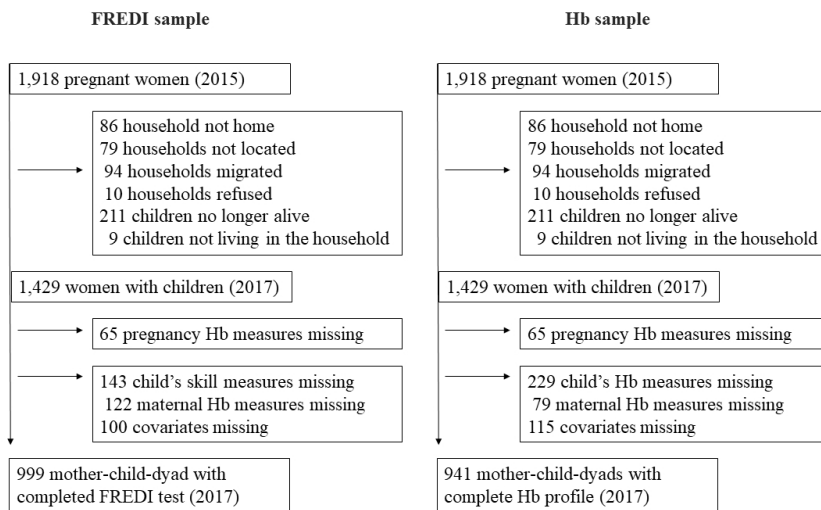 FREDI sample
1,918 pregnant women (2015)
86 household not home
79 households not located
94 households migrated
10 households refused
211 children no longer alive
9 children not living in the household
1,429 women with children (2017)
65 pregnancy Hb measures missing
143 child’s skill measures missing
122 maternal Hb measures missing
100 covariates missing
999 mother-child-dyad with
completed FREDI test (2017)
Hb sample
1,918 pregnant women (2015)
86 household not home
79 households not located
94 households migrated
10 households refused
211 children no longer alive
9 children not living in the household
1,429 women with children (2017)
65 pregnancy Hb measures missing
229 child’s Hb measures missing
79 maternal Hb measures missing
115 covariates missing
941 mother-child-dyads with
complete Hb profile (2017)